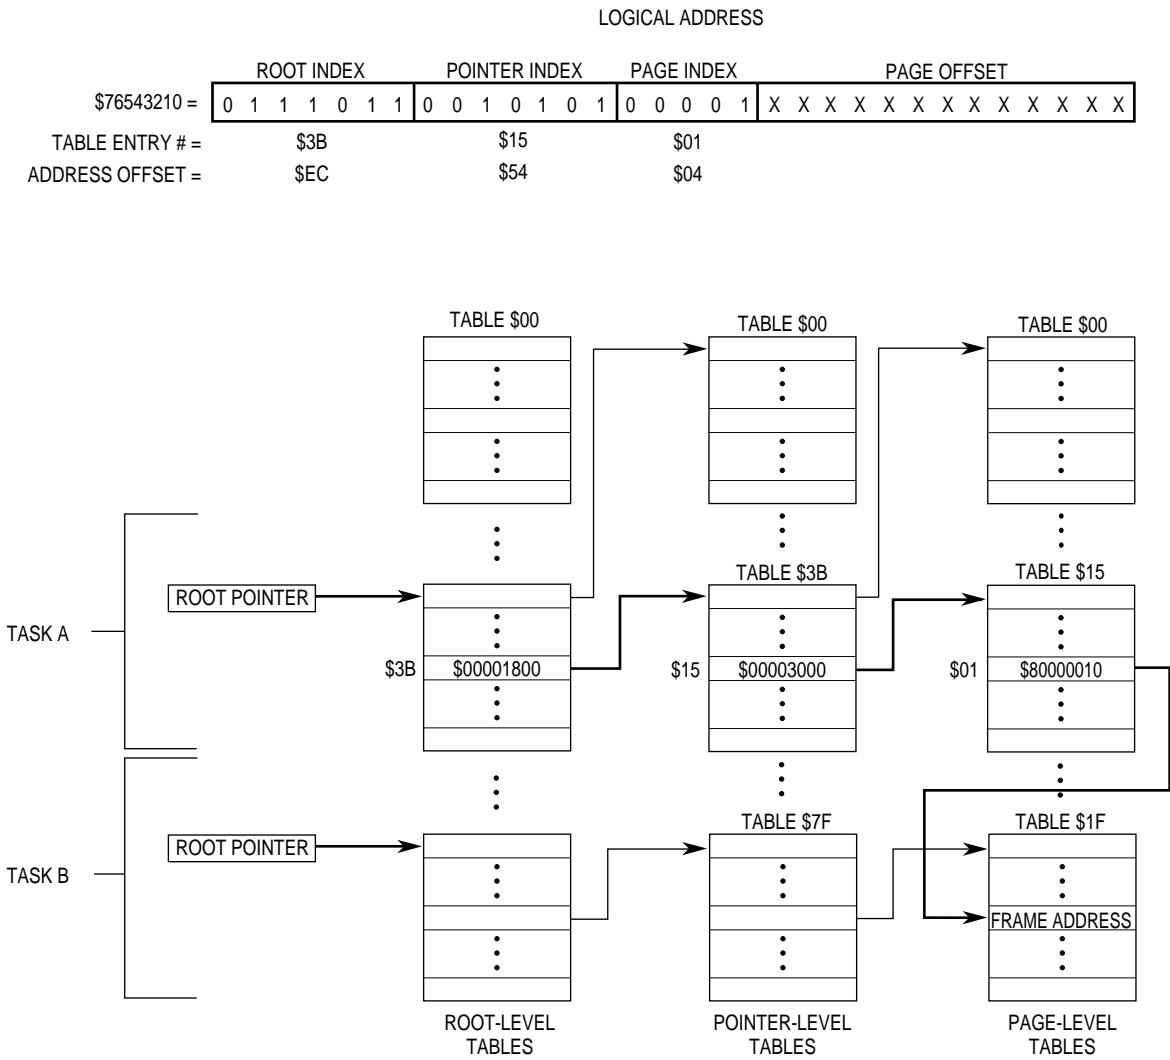 LOGICAL ADDRESS
ROOT INDEX POINTER INDEX PAGE INDEX PAGE OFFSET
$76543210 = 0 1 1 1 0 1 1 0 0 1 0 1 0 1 0 0 0 0 1 X X X X X X X X X X X X X
TABLE ENTRY # = $3B $15 $01
ADDRESS OFFSET = $EC $54 $04
TABLE $00 TABLE $00 TABLE $00
TABLE $3B TABLE $15
ROOT POINTER
TASK A
$3B $00001800 $15 $00003000 $01 $80000010
TABLE $7F TABLE $1F
ROOT POINTER
TASK B
FRAME ADDRESS
ROOT-LEVEL POINTER-LEVEL PAGE-LEVEL
TABLES TABLES TABLES